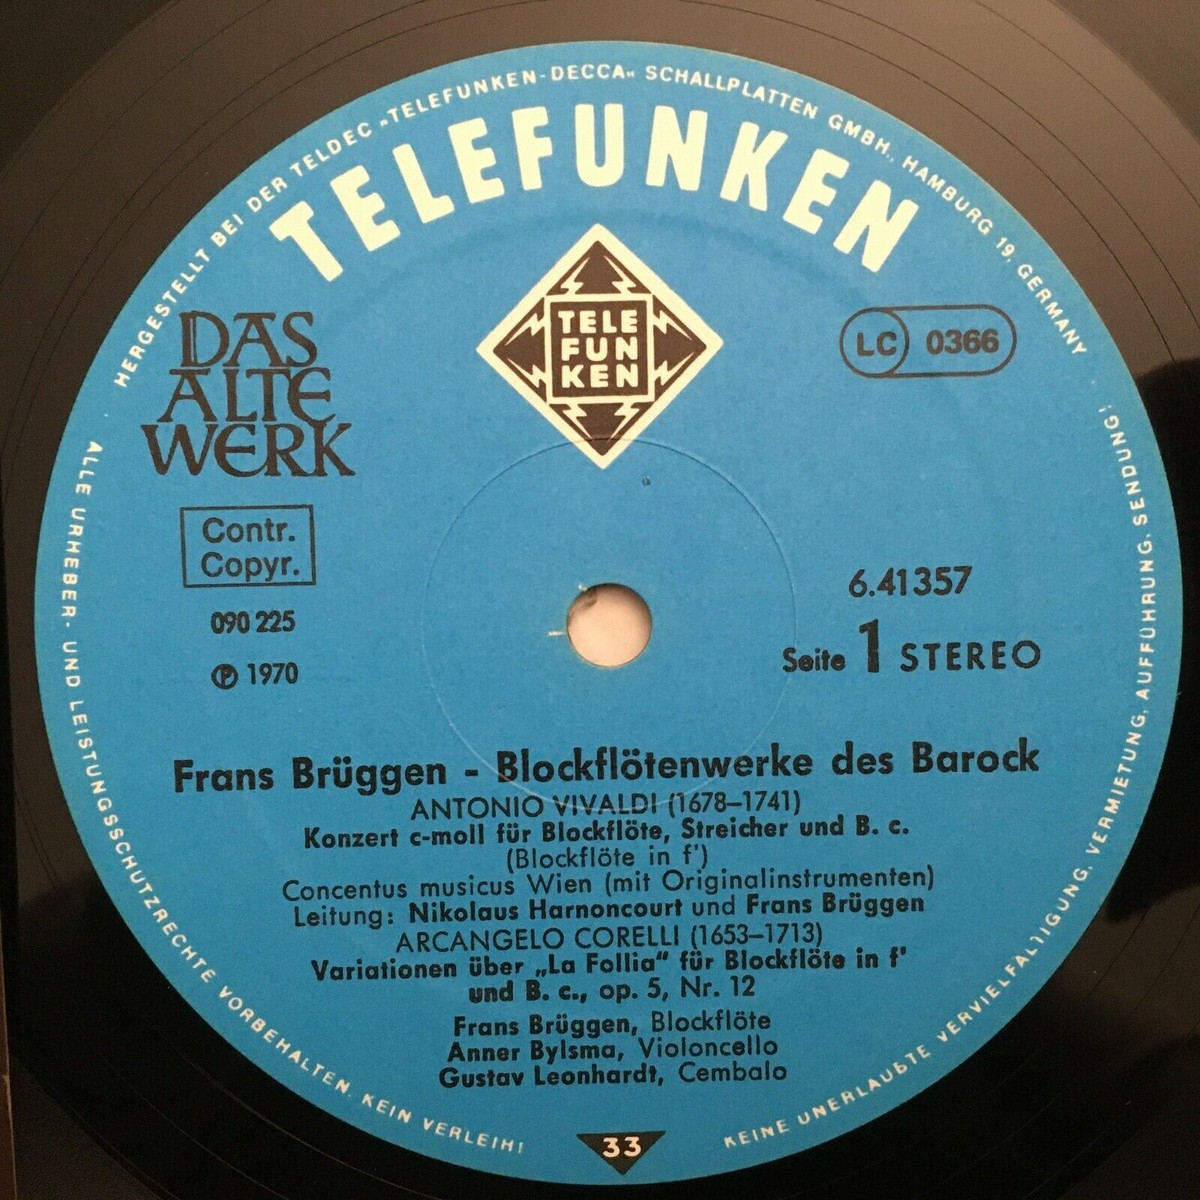 HERGESTELLT BEI DER TELDEC »TELEFUNKEN-DECCA« SCHALLPLATTEN GMBH., HAMBURG 19, GERMANY
TELEFUNKEN
TELE
FUN
KEN
DAS
ALTE
WERK
LC 0366
Contr.
Copyr.
090 225
℗ 1970
6.41357
Seite 1 STEREO
Frans Brüggen - Blockflötenwerke des Barock
ANTONIO VIVALDI (1678–1741)
Konzert c-moll für Blockflöte, Streicher und B. c.
(Blockflöte in f')
Concentus musicus Wien (mit Originalinstrumenten)
Leitung: Nikolaus Harnoncourt und Frans Brüggen
ARCANGELO CORELLI (1653–1713)
Variationen über „La Follia“ für Blockflöte in f'
und B. c., op. 5, Nr. 12
Frans Brüggen, Blockflöte
Anner Bylsma, Violoncello
Gustav Leonhardt, Cembalo
ALLE URHEBER- UND LEISTUNGSSCHUTZRECHTE VORBEHALTEN. KEIN VERLEIH!
33
KEINE UNERLAUBTE VERVIELFALTIGUNG, VERMIETUNG, AUFFÜHRUNG, SENDUNG!